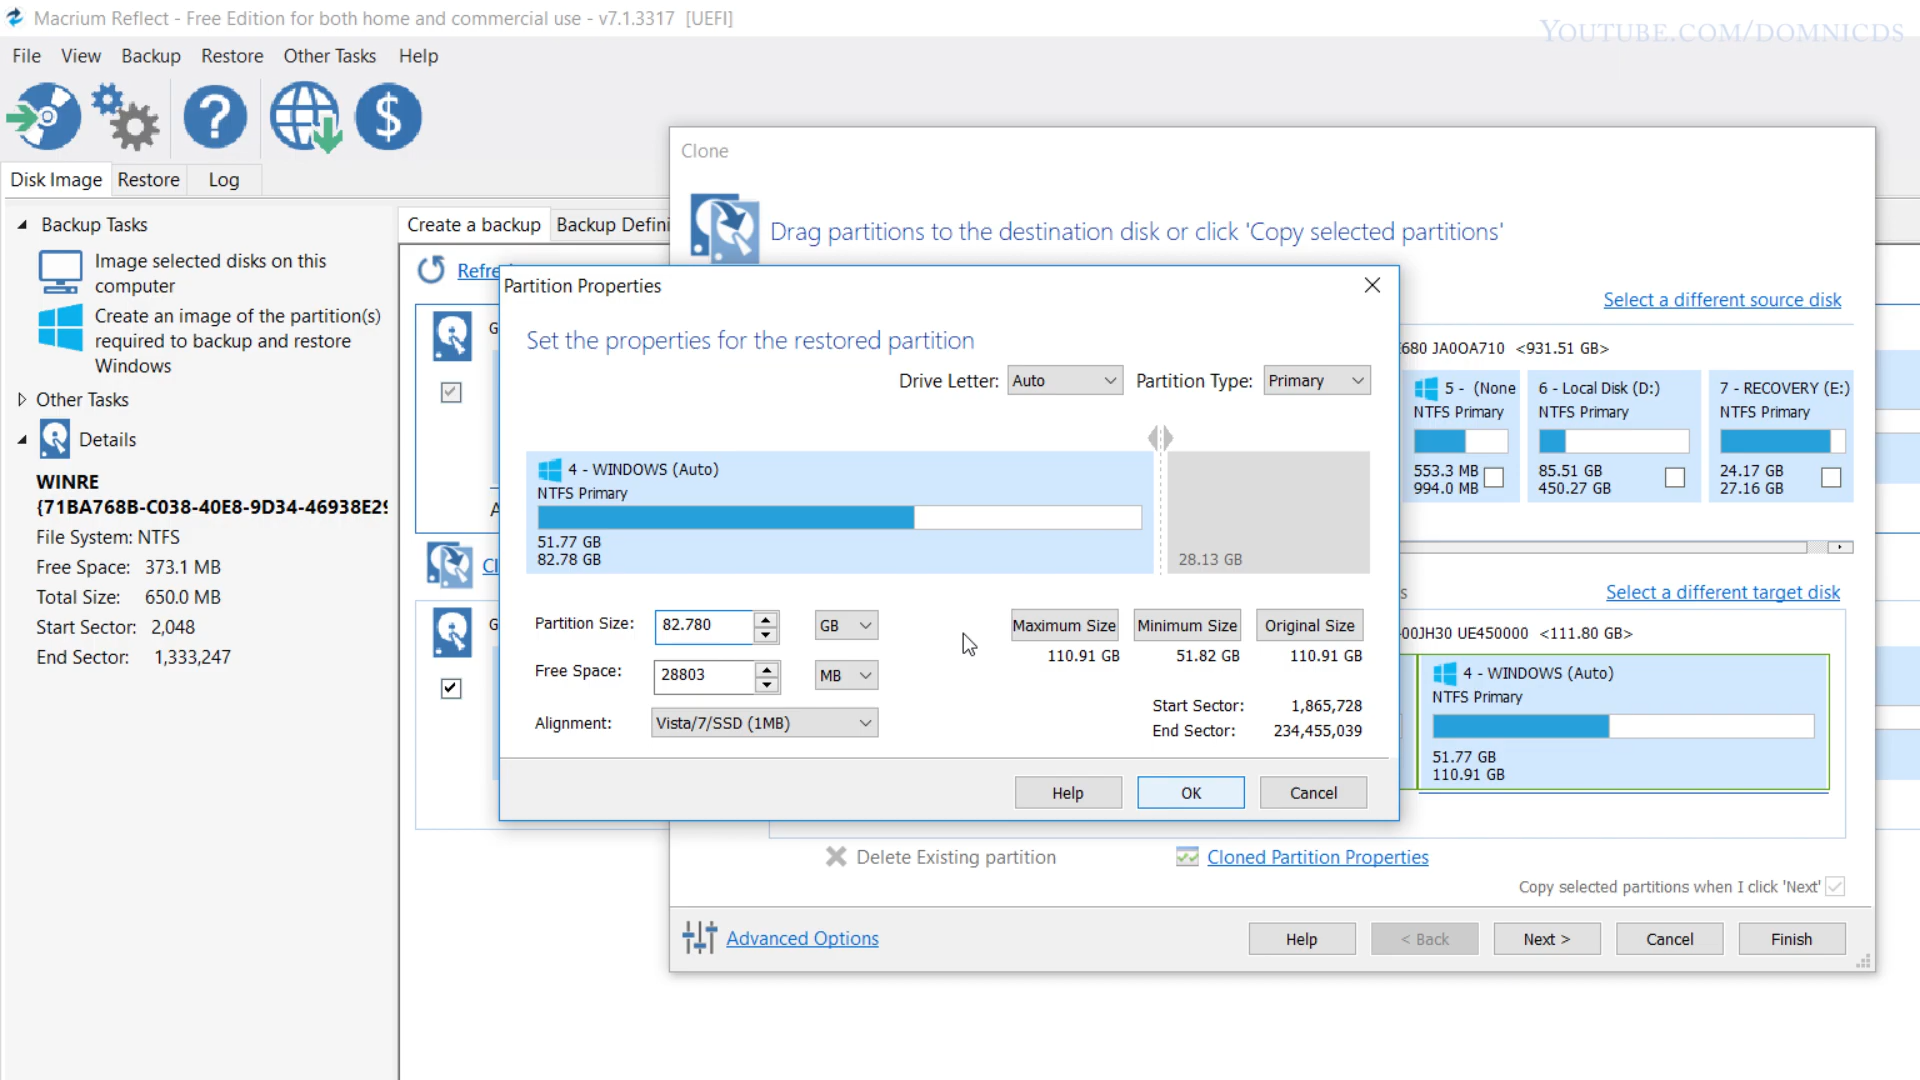 Macrium Reflect - Free Edition for both home and commercial use - v7.1.3317 [UEFI]
YOUTUBE.COM/DOMNICDS
File View Backup Restore Other Tasks Help
Disk Image Restore Log
Backup Tasks
Image selected disks on this
computer
Create an image of the partition(s)
required to backup and restore
Windows
Other Tasks
Details
WINRE
{71BA768B-C038-40E8-9D34-46938E29
File System: NTFS
Free Space: 373.1 MB
Total Size: 650.0 MB
Start Sector: 2,048
End Sector: 1,333,247
Create a backup Backup Defini
Refre
G
A
Cl
G
Clone
Drag partitions to the destination disk or click 'Copy selected partitions'
Select a different source disk
680 JA0OA710 <931.51 GB>
5 - (None
NTFS Primary
553.3 MB
994.0 MB
6 - Local Disk (D:)
NTFS Primary
85.51 GB
450.27 GB
7 - RECOVERY (E:)
NTFS Primary
24.17 GB
27.16 GB
s
Select a different target disk
00JH30 UE450000 <111.80 GB>
4 - WINDOWS (Auto)
NTFS Primary
51.77 GB
110.91 GB
Partition Properties
Set the properties for the restored partition
Drive Letter: Auto Partition Type: Primary
4 - WINDOWS (Auto)
NTFS Primary
51.77 GB
82.78 GB
28.13 GB
Partition Size: 82.780 GB
Free Space: 28803 MB
Alignment: Vista/7/SSD (1MB)
Maximum Size Minimum Size Original Size
110.91 GB 51.82 GB 110.91 GB
Start Sector: 1,865,728
End Sector: 234,455,039
Help OK Cancel
Delete Existing partition Cloned Partition Properties
Copy selected partitions when I click 'Next'
Advanced Options
Help < Back Next > Cancel Finish